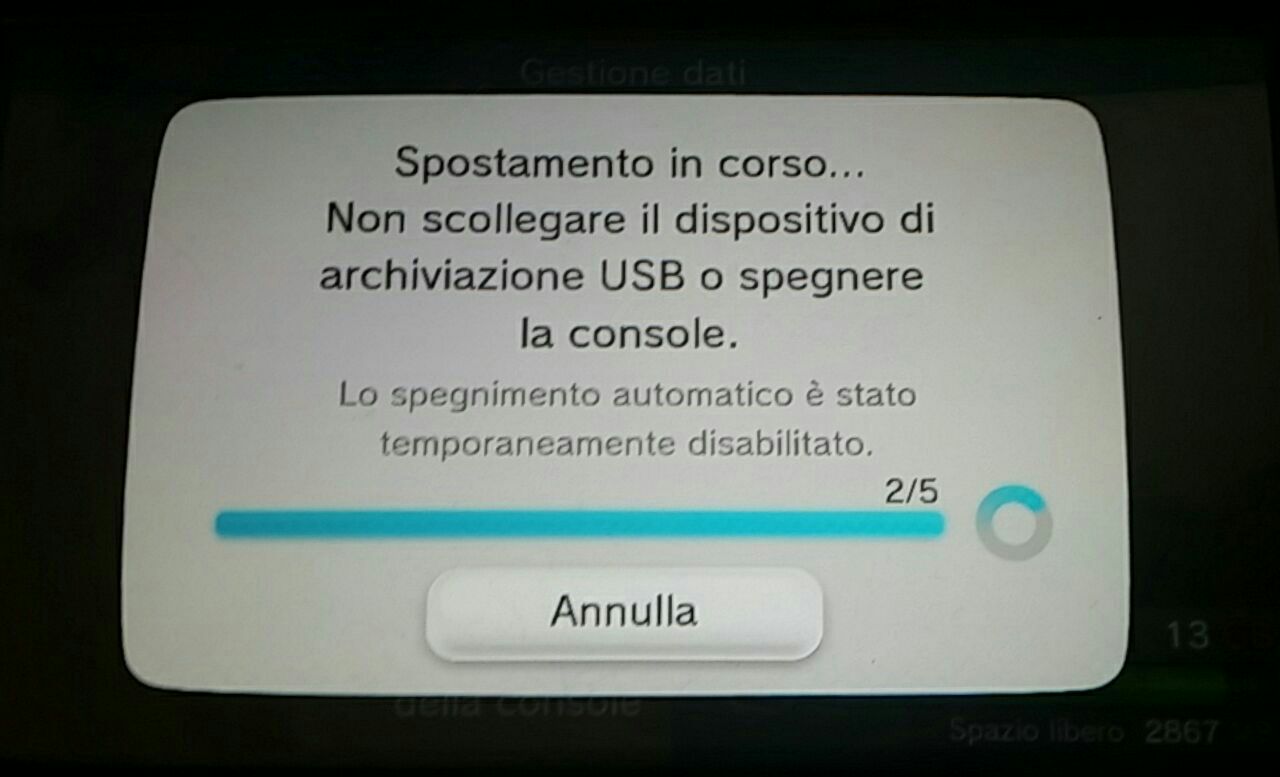 Gestione dati
Spostamento in corso...
Non scollegare il dispositivo di
archiviazione USB o spegnere
la console.
Lo spegnimento automatico è stato
temporaneamente disabilitato.
2/5
Annulla
13
della console
Spazio libero 2867